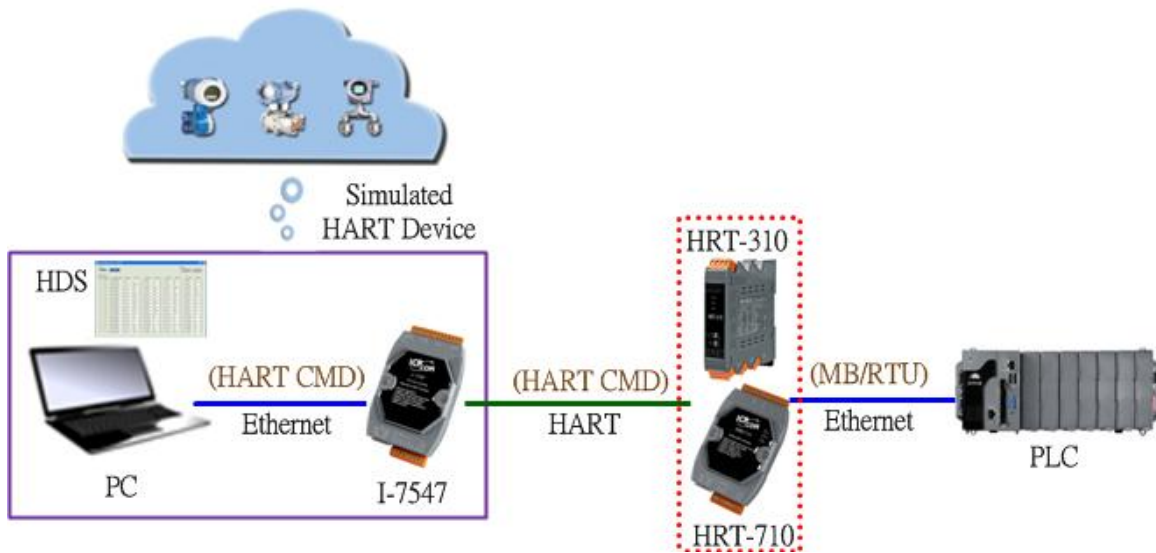 Simulated
HART Device
HDS
HRT-310
(HART CMD)
Ethernet
(HART CMD)
HART
(MB/RTU)
Ethernet
PC
I-7547
HRT-710
PLC